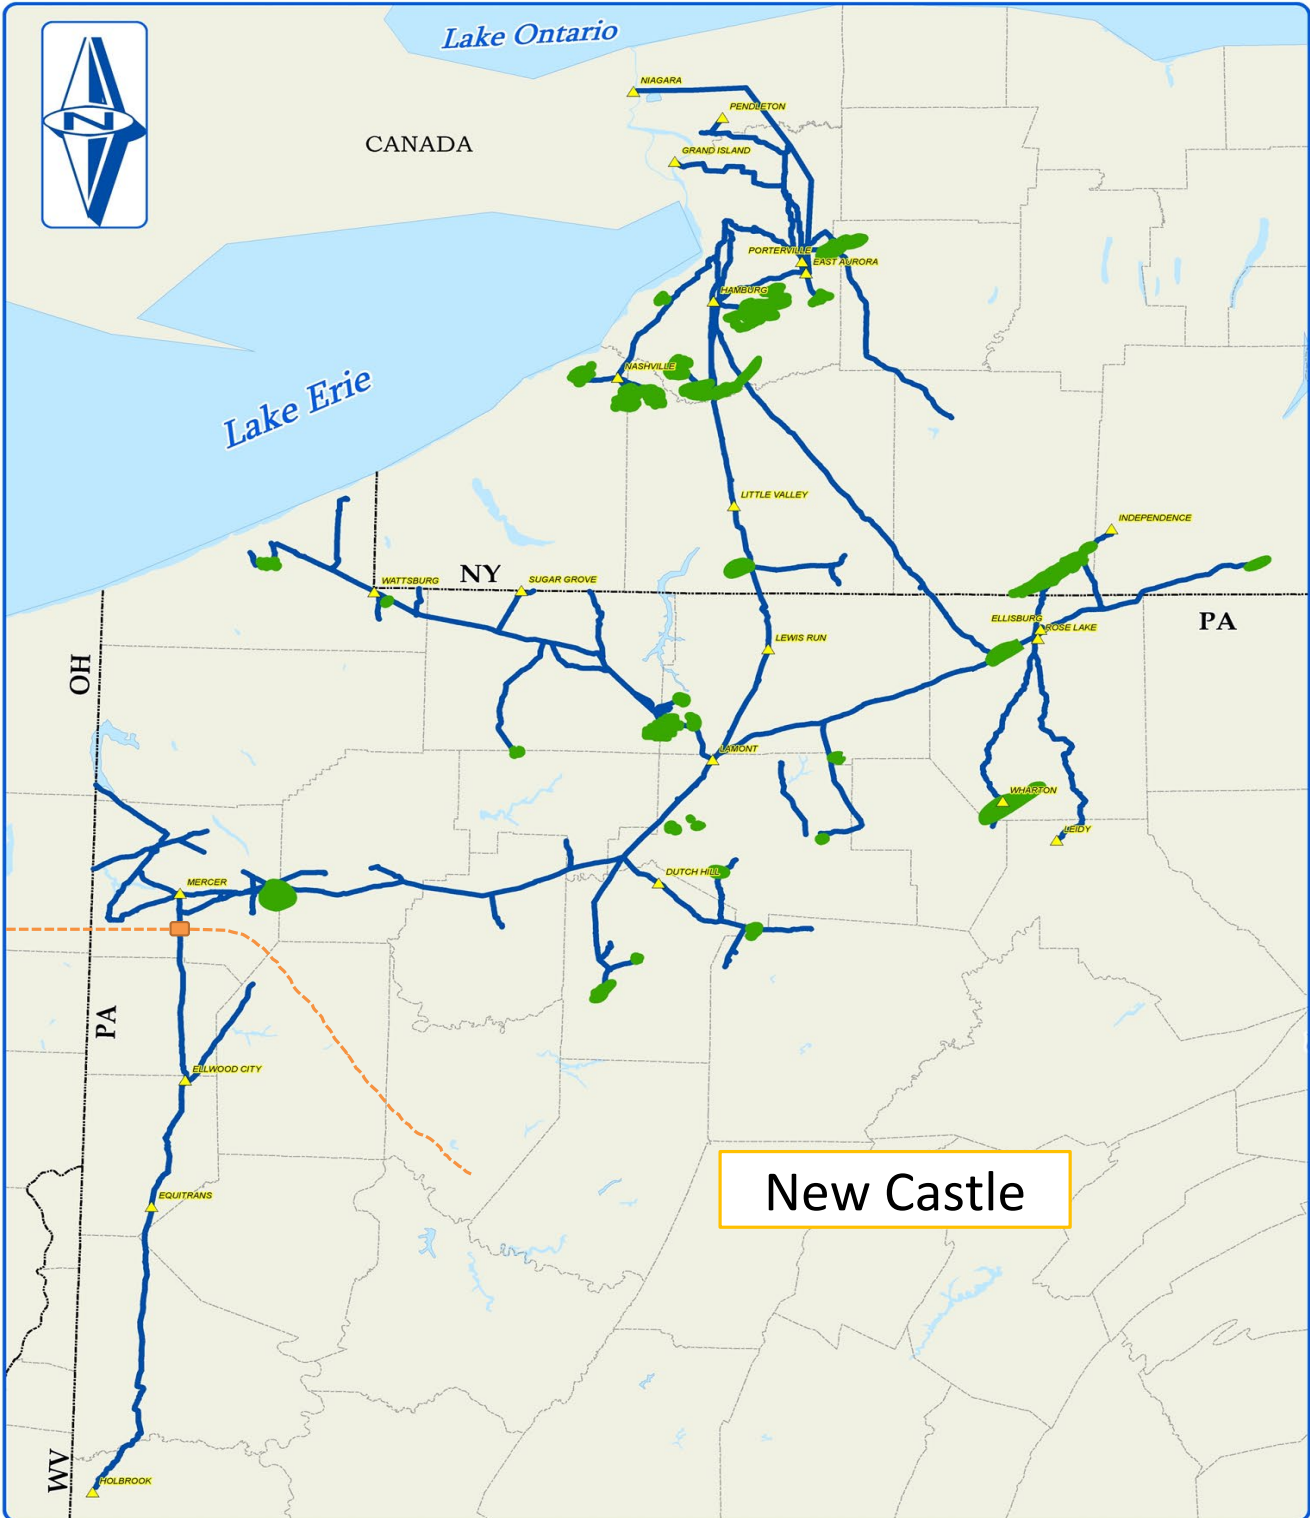 Lake Ontario
N
NIAGARA
PENDLETON
CANADA
GRAND ISLAND
PORTERVILLE
EAST AURORA
HAMBURG
NASHVILLE
Lake Erie
LITTLE VALLEY
INDEPENDENCE
NY
WATTSBURG
SUGAR GROVE
ELLISBURG
ROSE LAKE
PA
LEWIS RUN
OH
LAMONT
WHARTON
LEIDY
DUTCH HILL
MERCER
PA
ELLWOOD CITY
New Castle
EQUITRANS
WV
HOLBROOK